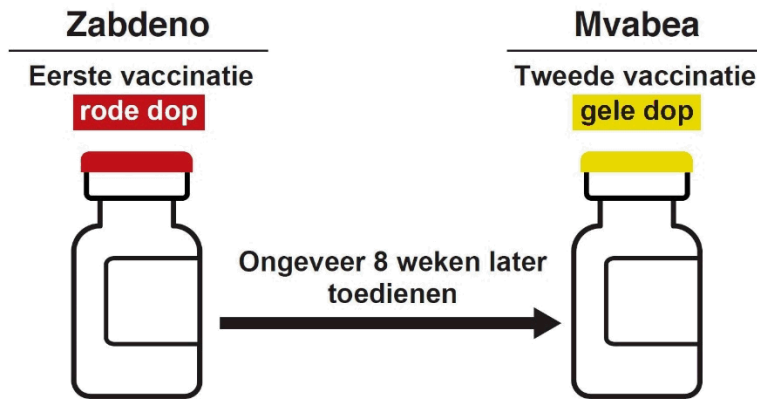 Zabdeno
Eerste vaccinatie
rode dop
Mvabea
Tweede vaccinatie
gele dop
Ongeveer 8 weken later
toedienen